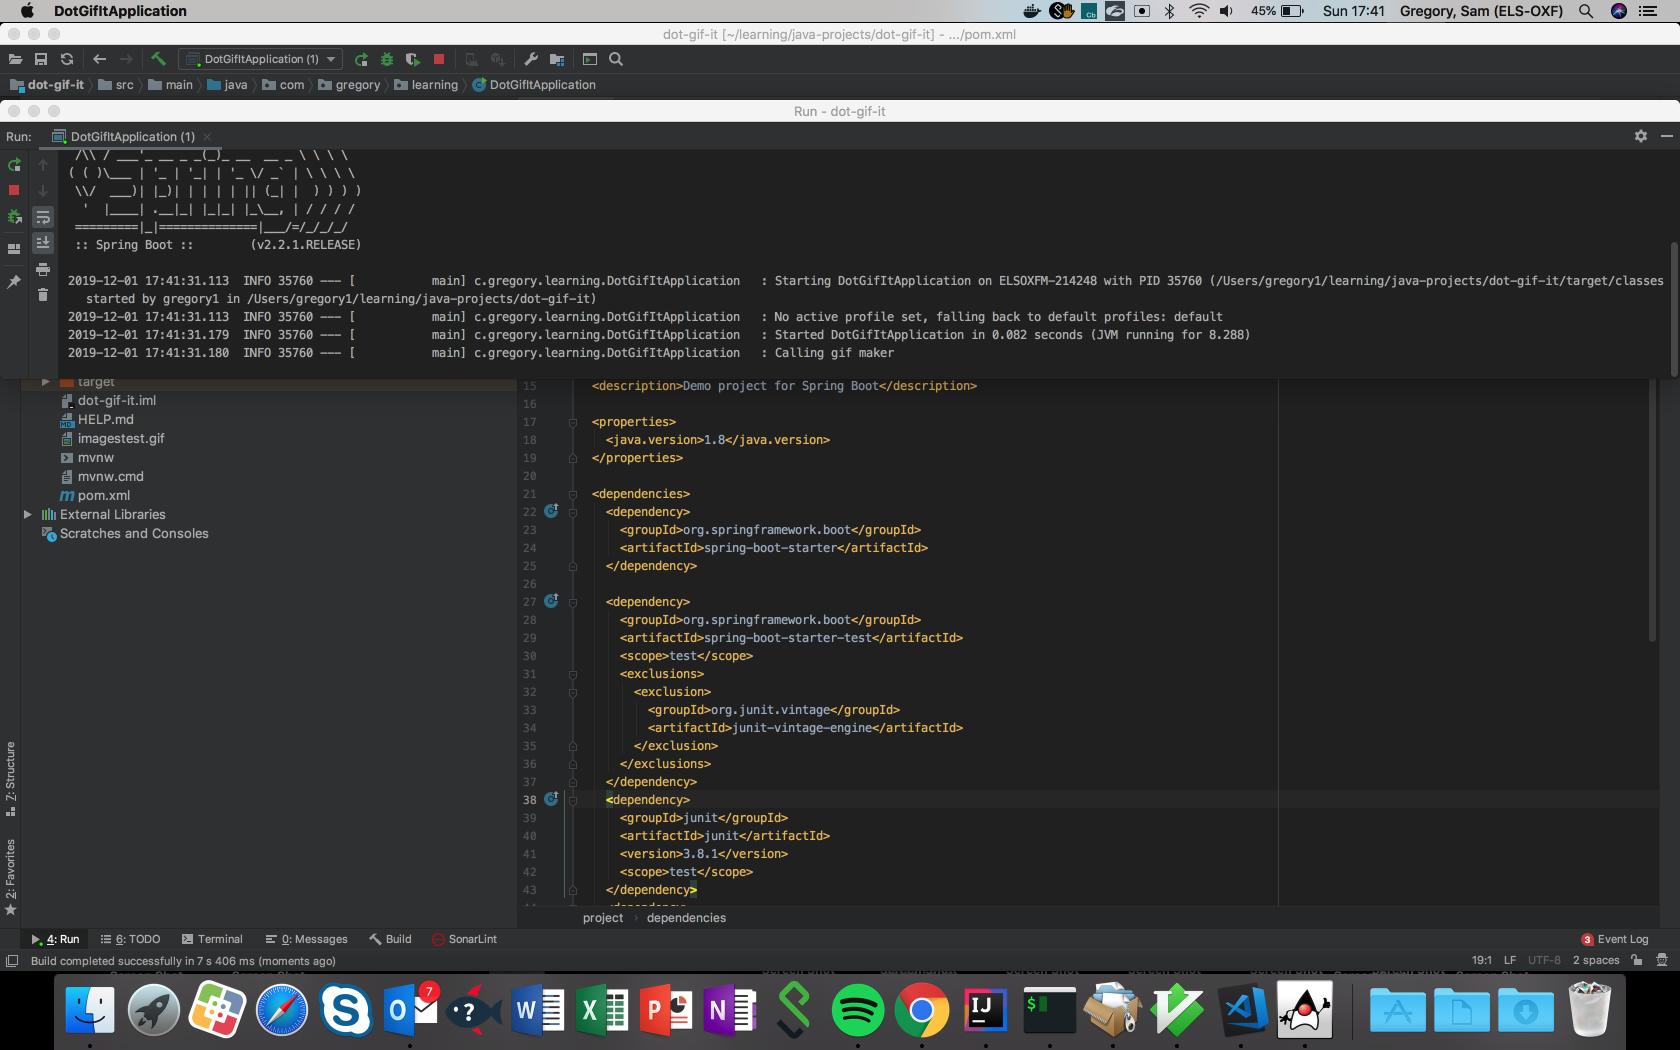 DotGifItApplication
45%
Sun 17:41
Gregory, Sam (ELS-OXF)
dot-gif-it [~/learning/java-projects/dot-gif-it] - .../pom.xml
DotGifItApplication (1)
dot-gif-it
src
main
java
com
gregory
learning
DotGifItApplication
Run - dot-gif-it
Run:
DotGifItApplication (1)
:: Spring Boot ::        (v2.2.1.RELEASE)
2019-12-01 17:41:31.113  INFO 35760 --- [           main] c.gregory.learning.DotGifItApplication   : Starting DotGifItApplication on ELSOXFM-214248 with PID 35760 (/Users/gregory1/learning/java-projects/dot-gif-it/target/classes
started by gregory1 in /Users/gregory1/learning/java-projects/dot-gif-it)
2019-12-01 17:41:31.113  INFO 35760 --- [           main] c.gregory.learning.DotGifItApplication   : No active profile set, falling back to default profiles: default
2019-12-01 17:41:31.179  INFO 35760 --- [           main] c.gregory.learning.DotGifItApplication   : Started DotGifItApplication in 0.082 seconds (JVM running for 8.288)
2019-12-01 17:41:31.180  INFO 35760 --- [           main] c.gregory.learning.DotGifItApplication   : Calling gif maker
target
dot-gif-it.iml
HELP.md
imagestest.gif
mvnw
mvnw.cmd
pom.xml
External Libraries
Scratches and Consoles
15 <description>Demo project for Spring Boot</description>
16
17 <properties>
18 <java.version>1.8</java.version>
19 </properties>
20
21 <dependencies>
22 <dependency>
23 <groupId>org.springframework.boot</groupId>
24 <artifactId>spring-boot-starter</artifactId>
25 </dependency>
26
27 <dependency>
28 <groupId>org.springframework.boot</groupId>
29 <artifactId>spring-boot-starter-test</artifactId>
30 <scope>test</scope>
31 <exclusions>
32 <exclusion>
33 <groupId>org.junit.vintage</groupId>
34 <artifactId>junit-vintage-engine</artifactId>
35 </exclusion>
36 </exclusions>
37 </dependency>
38 <dependency>
39 <groupId>junit</groupId>
40 <artifactId>junit</artifactId>
41 <version>3.8.1</version>
42 <scope>test</scope>
43 </dependency>
project
dependencies
Z: Structure
2: Favorites
4: Run
6: TODO
Terminal
0: Messages
Build
SonarLint
3 Event Log
Build completed successfully in 7 s 406 ms (moments ago)
19:1
LF
UTF-8
2 spaces
7